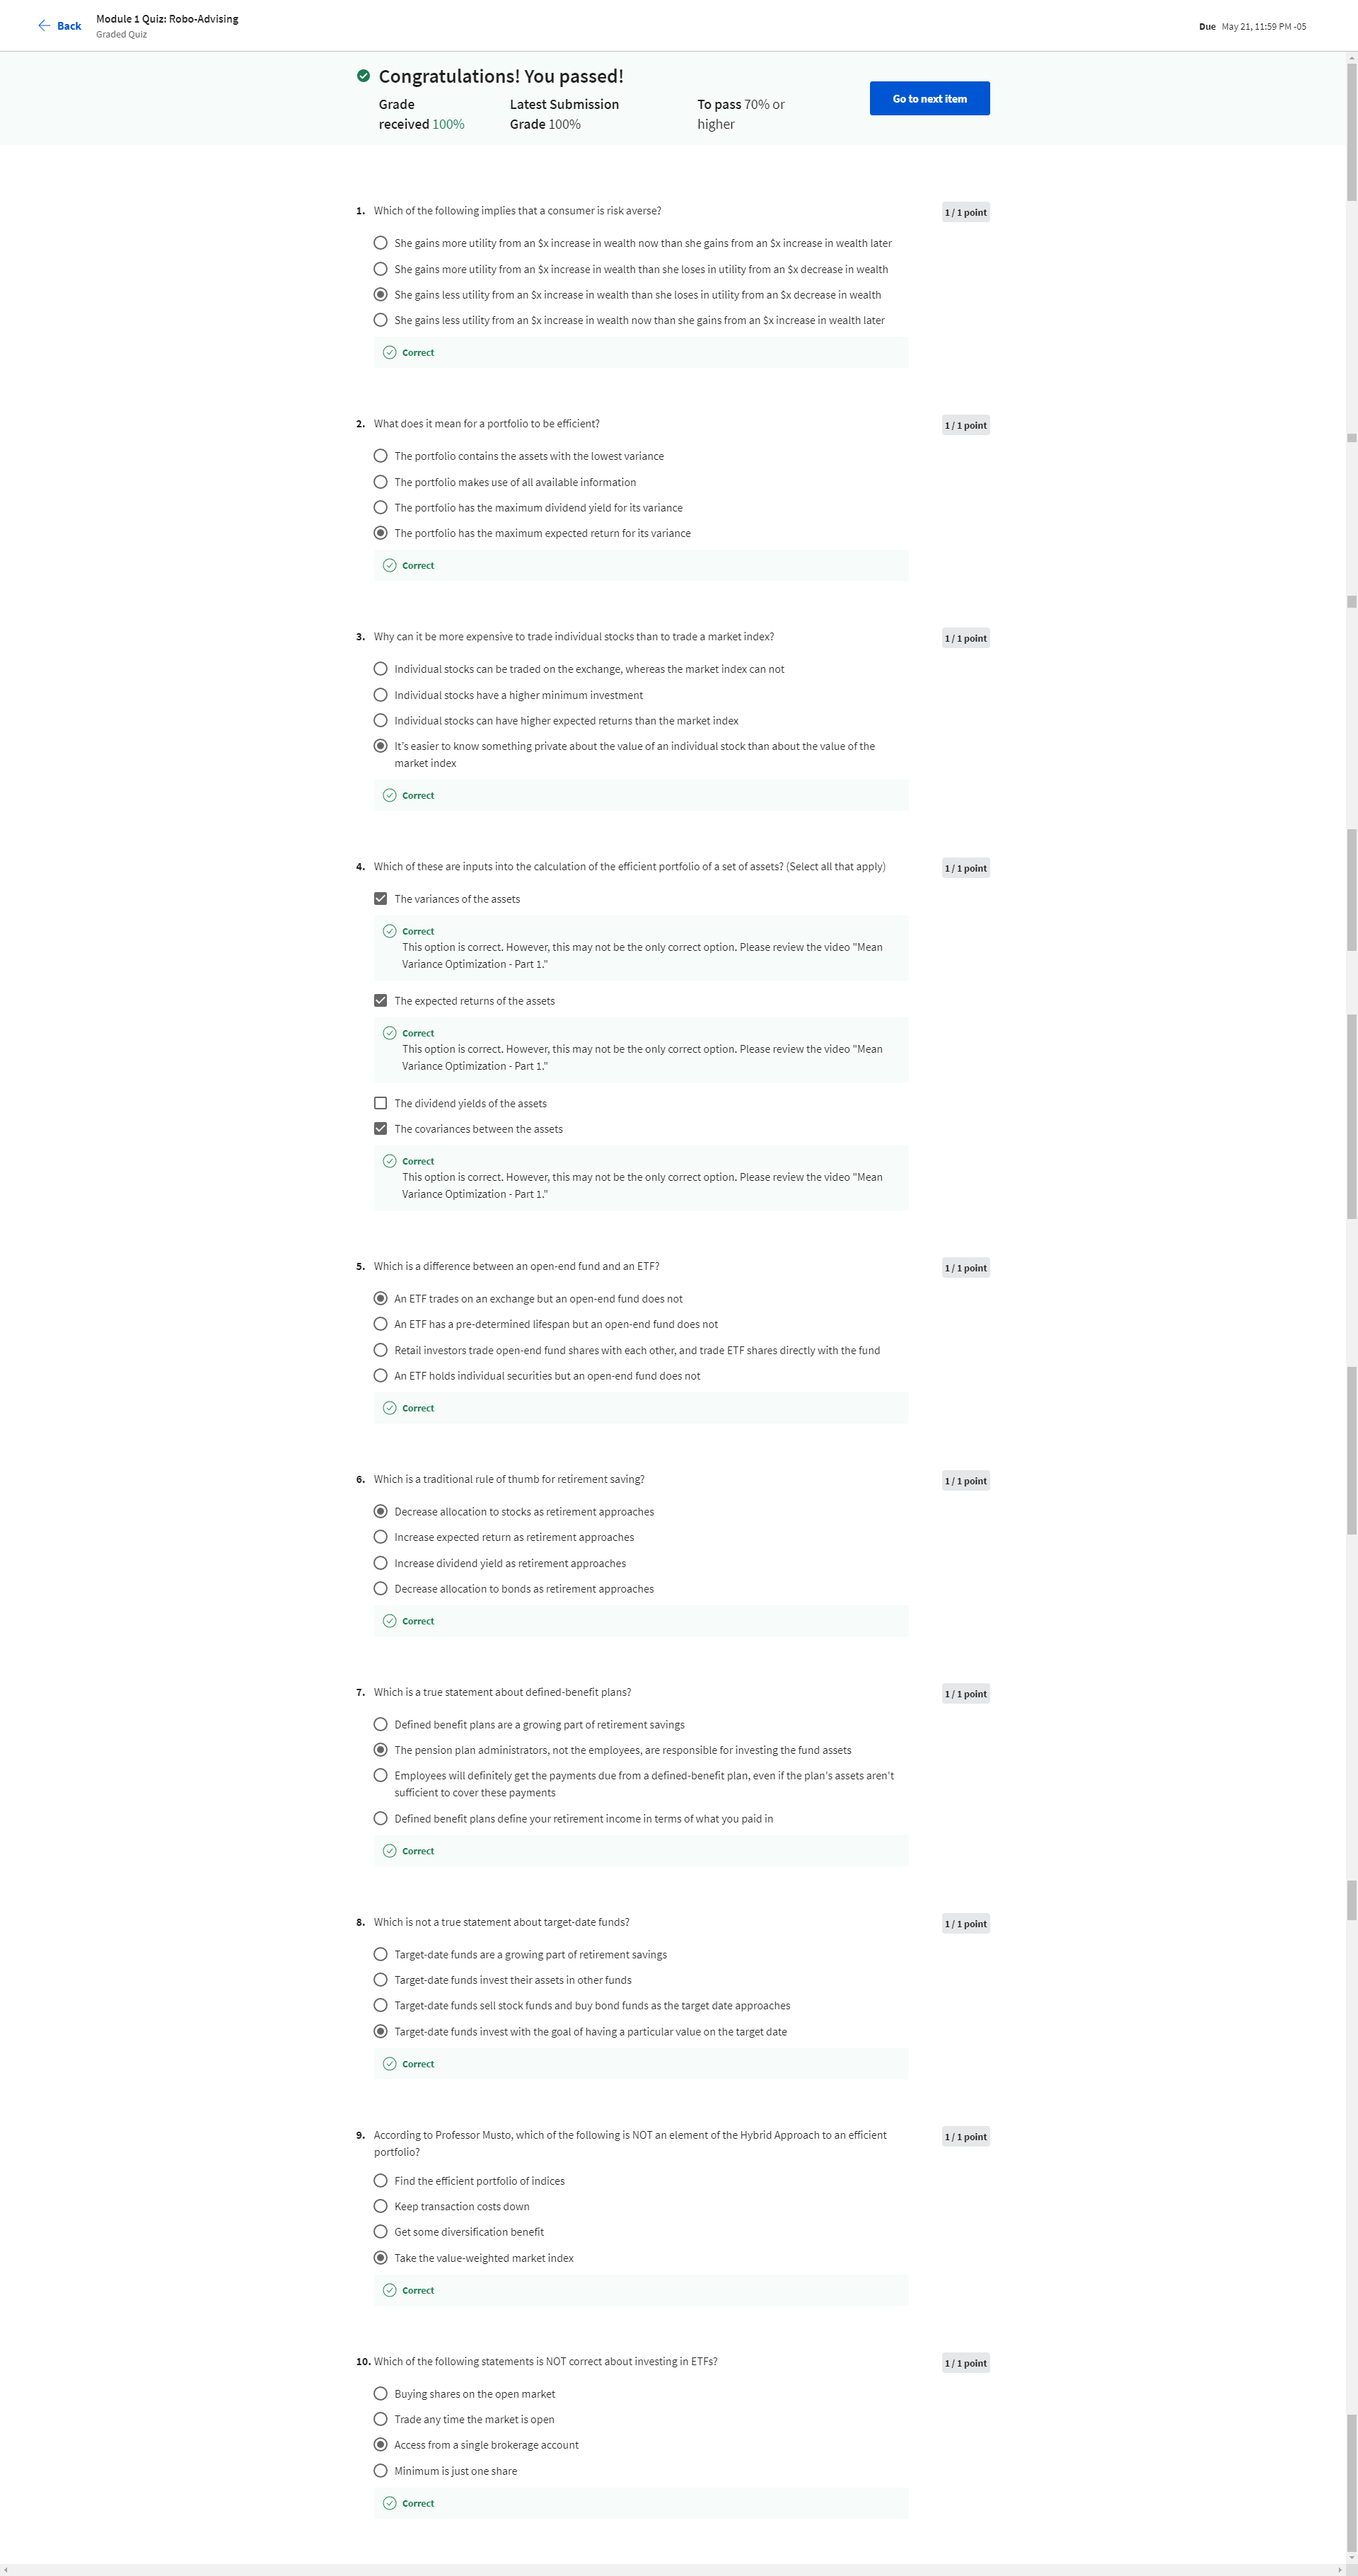 Back
Module 1 Quiz: Robo-Advising
Graded Quiz
Due May 21, 11:59 PM -05
Congratulations! You passed!
Grade
received 100%
Latest Submission
Grade 100%
To pass 70% or
higher
Go to next item
1. Which of the following implies that a consumer is risk averse?
1 / 1 point
She gains more utility from an $x increase in wealth now than she gains from an $x increase in wealth later
She gains more utility from an $x increase in wealth than she loses in utility from an $x decrease in wealth
She gains less utility from an $x increase in wealth than she loses in utility from an $x decrease in wealth
She gains less utility from an $x increase in wealth now than she gains from an $x increase in wealth later
Correct
2. What does it mean for a portfolio to be efficient?
1 / 1 point
The portfolio contains the assets with the lowest variance
The portfolio makes use of all available information
The portfolio has the maximum dividend yield for its variance
The portfolio has the maximum expected return for its variance
Correct
3. Why can it be more expensive to trade individual stocks than to trade a market index?
1 / 1 point
Individual stocks can be traded on the exchange, whereas the market index can not
Individual stocks have a higher minimum investment
Individual stocks can have higher expected returns than the market index
It's easier to know something private about the value of an individual stock than about the value of the
market index
Correct
4. Which of these are inputs into the calculation of the efficient portfolio of a set of assets? (Select all that apply)
1 / 1 point
The variances of the assets
Correct
This option is correct. However, this may not be the only correct option. Please review the video "Mean
Variance Optimization - Part 1."
The expected returns of the assets
Correct
This option is correct. However, this may not be the only correct option. Please review the video "Mean
Variance Optimization - Part 1."
The dividend yields of the assets
The covariances between the assets
Correct
This option is correct. However, this may not be the only correct option. Please review the video "Mean
Variance Optimization - Part 1."
5. Which is a difference between an open-end fund and an ETF?
1 / 1 point
An ETF trades on an exchange but an open-end fund does not
An ETF has a pre-determined lifespan but an open-end fund does not
Retail investors trade open-end fund shares with each other, and trade ETF shares directly with the fund
An ETF holds individual securities but an open-end fund does not
Correct
6. Which is a traditional rule of thumb for retirement saving?
1 / 1 point
Decrease allocation to stocks as retirement approaches
Increase expected return as retirement approaches
Increase dividend yield as retirement approaches
Decrease allocation to bonds as retirement approaches
Correct
7. Which is a true statement about defined-benefit plans?
1 / 1 point
Defined benefit plans are a growing part of retirement savings
The pension plan administrators, not the employees, are responsible for investing the fund assets
Employees will definitely get the payments due from a defined-benefit plan, even if the plan's assets aren't
sufficient to cover these payments
Defined benefit plans define your retirement income in terms of what you paid in
Correct
8. Which is not a true statement about target-date funds?
1 / 1 point
Target-date funds are a growing part of retirement savings
Target-date funds invest their assets in other funds
Target-date funds sell stock funds and buy bond funds as the target date approaches
Target-date funds invest with the goal of having a particular value on the target date
Correct
9. According to Professor Musto, which of the following is NOT an element of the Hybrid Approach to an efficient
portfolio?
1 / 1 point
Find the efficient portfolio of indices
Keep transaction costs down
Get some diversification benefit
Take the value-weighted market index
Correct
10. Which of the following statements is NOT correct about investing in ETFs?
1 / 1 point
Buying shares on the open market
Trade any time the market is open
Access from a single brokerage account
Minimum is just one share
Correct